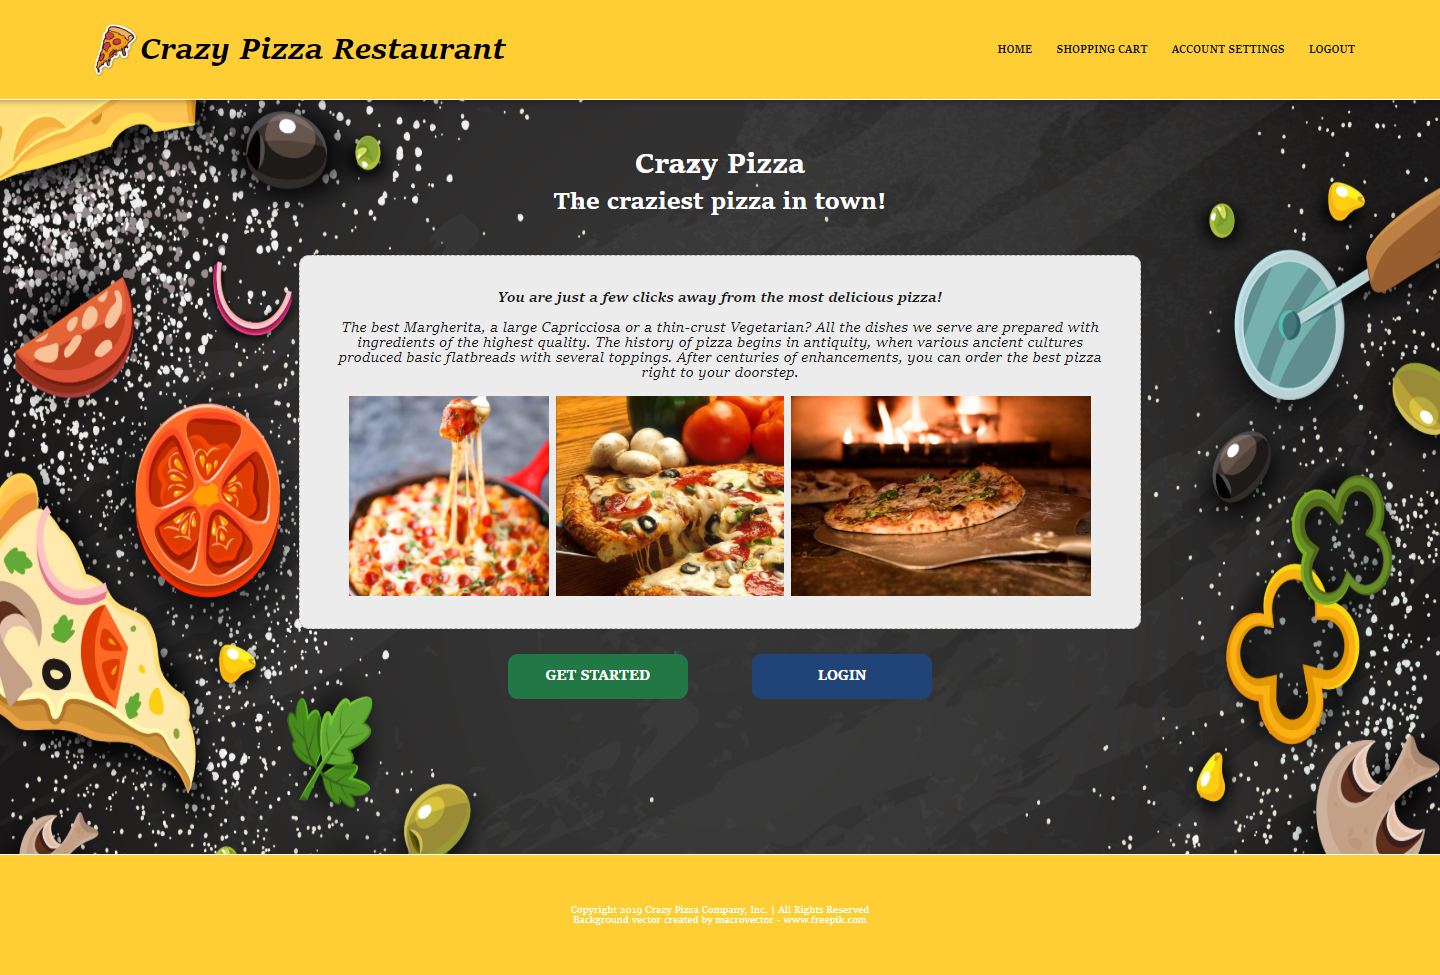 Crazy Pizza Restaurant
HOME SHOPPING CART ACCOUNT SETTINGS LOGOUT
Crazy Pizza
The craziest pizza in town!
You are just a few clicks away from the most delicious pizza!
The best Margherita, a large Capricciosa or a thin-crust Vegetarian? All the dishes we serve are prepared with
ingredients of the highest quality. The history of pizza begins in antiquity, when various ancient cultures
produced basic flatbreads with several toppings. After centuries of enhancements, you can order the best pizza
right to your doorstep.
GET STARTED LOGIN
Copyright 2019 Crazy Pizza Company, Inc. | All Rights Reserved
Background vector created by macrovector - www.freepik.com